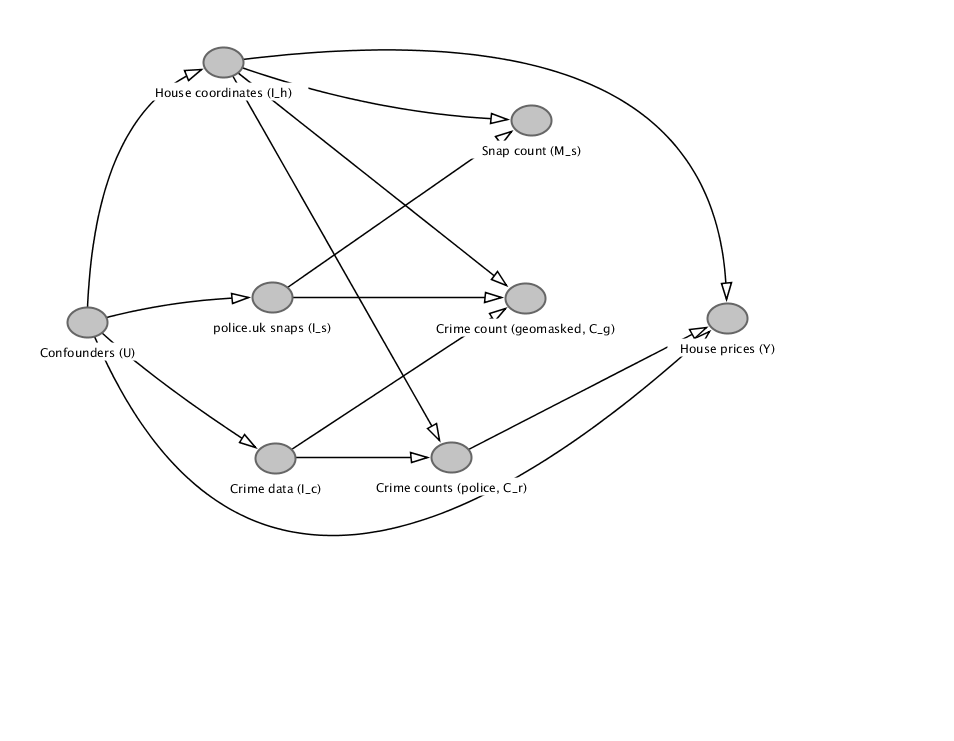 House coordinates (I_h)
Snap count (M_s)
police.uk snaps (I_s)
Crime count (geomasked, C_g)
House prices (Y)
Confounders (U)
Crime data (I_c)
Crime counts (police, C_r)